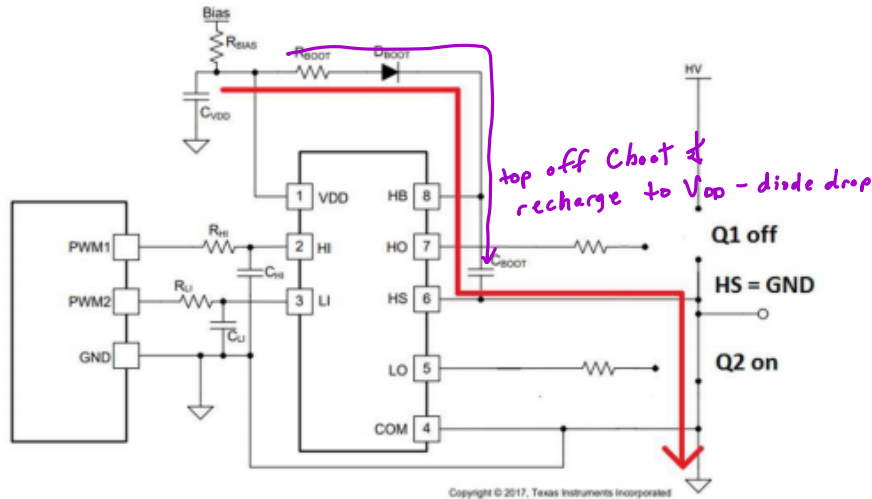 Bias
RBIAS
RBOOT
DBOOT
HV
CVDD
top off Cboot &
recharge to VDD - diode drop
1 VDD
HB 8
PWM1
RHI
2 HI
HO 7
CBOOT
Q1 off
CHI
HS = GND
RLI
PWM2
3 LI
HS 6
CLI
GND
LO 5
Q2 on
COM 4
Copyright © 2017, Texas Instruments Incorporated